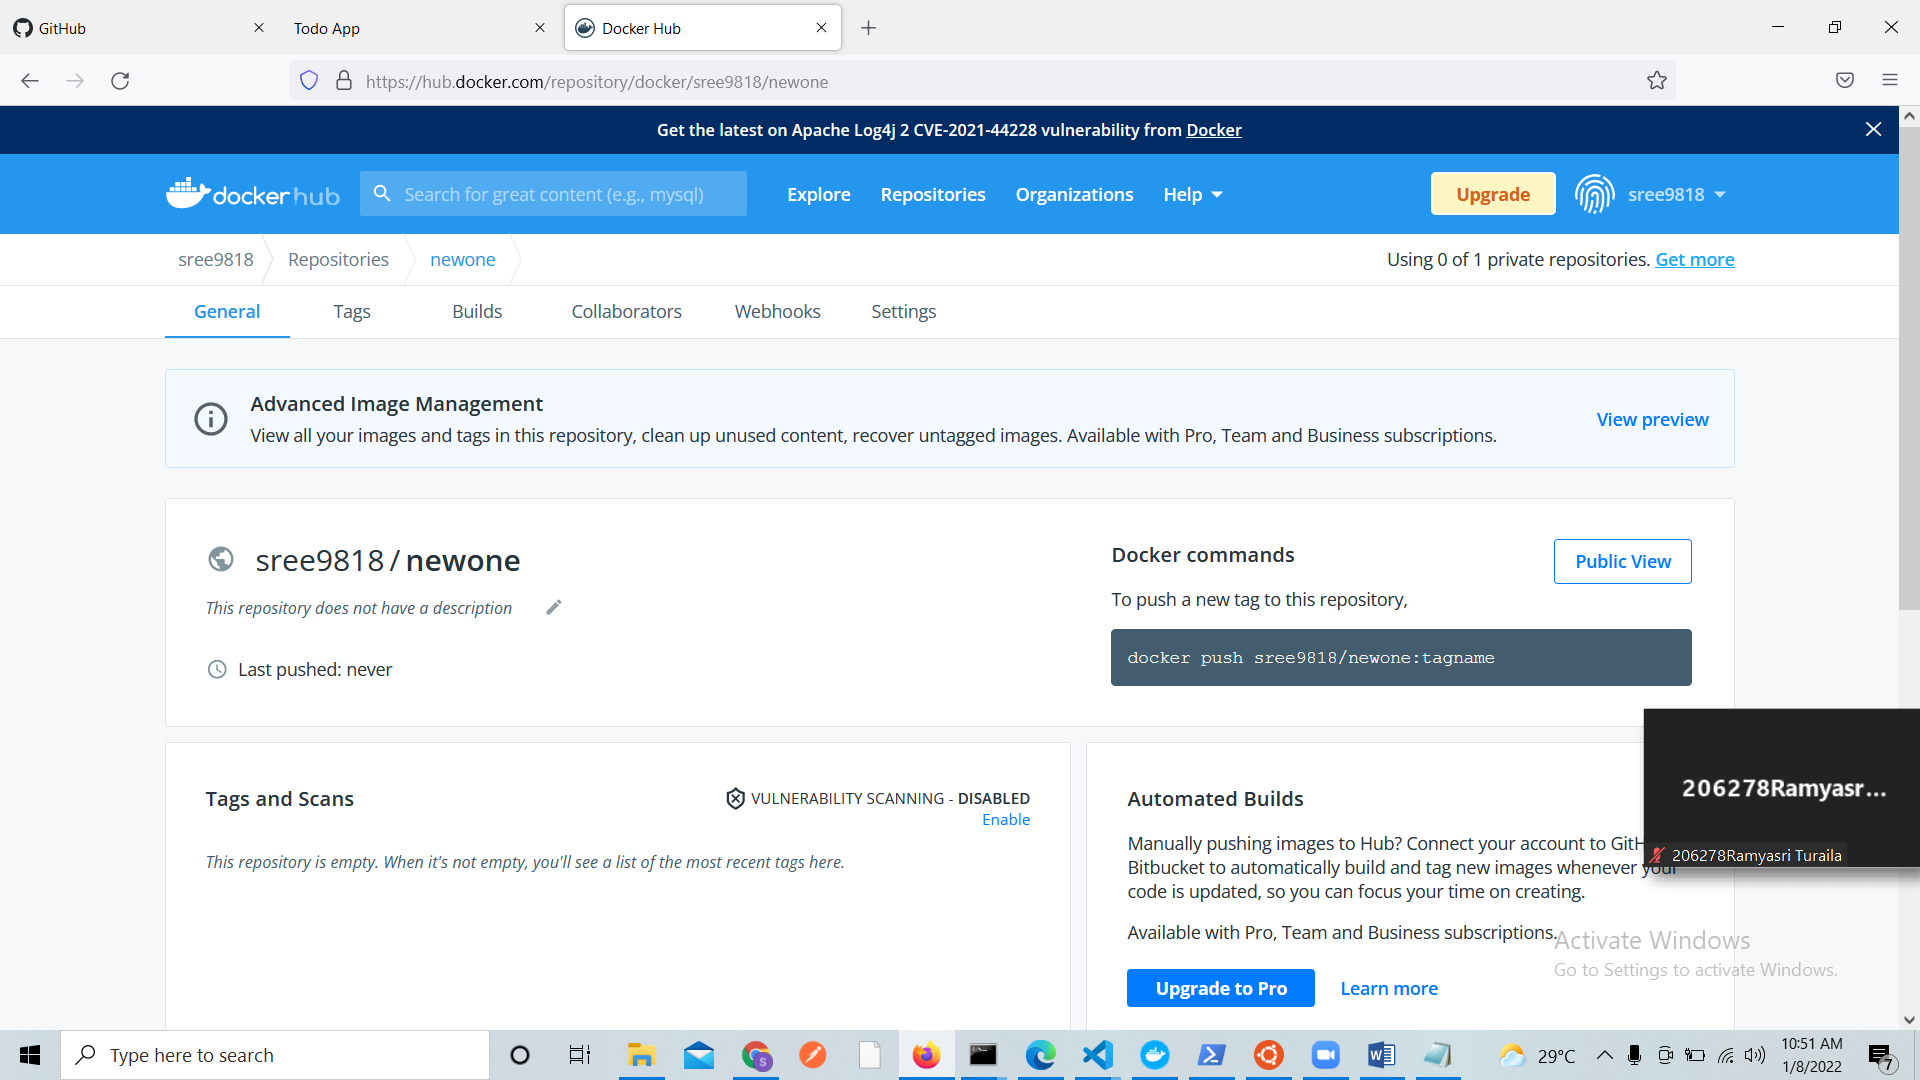 GitHub
Todo App
Docker Hub
https://hub.docker.com/repository/docker/sree9818/newone
Get the latest on Apache Log4j 2 CVE-2021-44228 vulnerability from Docker
docker hub
Search for great content (e.g., mysql)
Explore
Repositories
Organizations
Help
Upgrade
sree9818
sree9818
Repositories
newone
Using 0 of 1 private repositories. Get more
General
Tags
Builds
Collaborators
Webhooks
Settings
Advanced Image Management
View all your images and tags in this repository, clean up unused content, recover untagged images. Available with Pro, Team and Business subscriptions.
View preview
sree9818 / newone
This repository does not have a description
Last pushed: never
Docker commands
Public View
To push a new tag to this repository,
docker push sree9818/newone:tagname
Tags and Scans
VULNERABILITY SCANNING - DISABLED
Enable
This repository is empty. When it's not empty, you'll see a list of the most recent tags here.
Automated Builds
Manually pushing images to Hub? Connect your account to
Bitbucket to automatically build and tag new images whenever your
code is updated, so you can focus your time on creating.
Available with Pro, Team and Business subscriptions.
Upgrade to Pro
Learn more
206278Ramyasr...
206278Ramyasri Turaila
Activate Windows
Go to Settings to activate Windows.
Type here to search
S
29°C
10:51 AM
1/8/2022
7